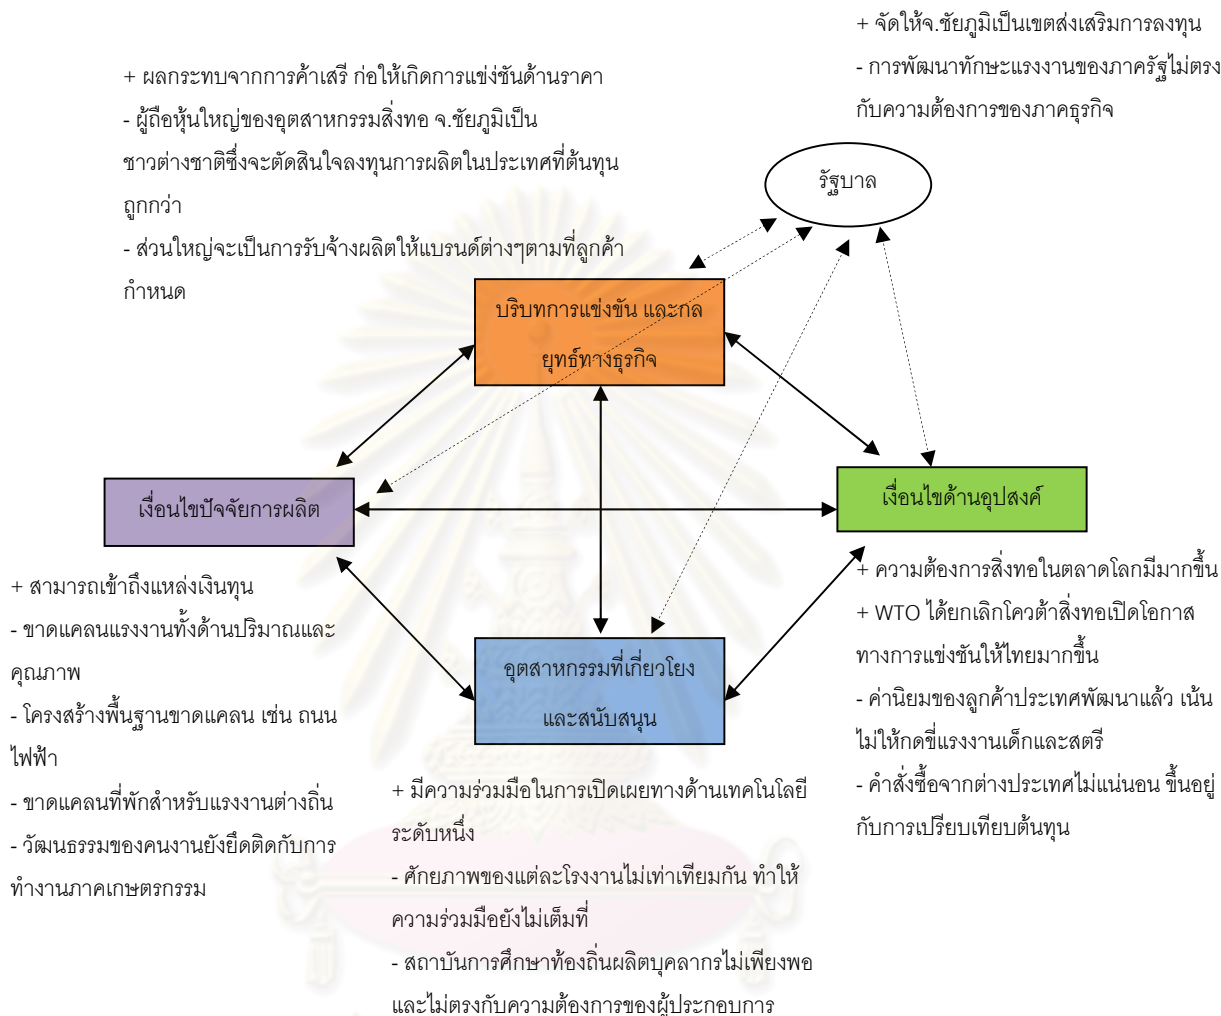 + จัดให้จ.ชัยภูมิเป็นเขตส่งเสริมการลงทุน
- การพัฒนาทักษะแรงงานของภาครัฐไม่ตรง
กับความต้องการของภาคธุรกิจ
+ ผลกระทบจากการค้าเสรี ก่อให้เกิดการแข่งขันด้านราคา
- ผู้ถือหุ้นใหญ่ของอุตสาหกรรมสิ่งทอ จ.ชัยภูมิเป็น
ชาวต่างชาติซึ่งจะตัดสินใจลงทุนการผลิตในประเทศที่ต้นทุน
ถูกกว่า
- ส่วนใหญ่จะเป็นการรับจ้างผลิตให้แบรนด์ต่างๆตามที่ลูกค้า
กำหนด
รัฐบาล
บริบทการแข่งขัน และกล
ยุทธ์ทางธุรกิจ
เงื่อนไขปัจจัยการผลิต
เงื่อนไขด้านอุปสงค์
อุตสาหกรรมที่เกี่ยวโยง
และสนับสนุน
+ สามารถเข้าถึงแหล่งเงินทุน
- ขาดแคลนแรงงานทั้งด้านปริมาณและ
คุณภาพ
- โครงสร้างพื้นฐานขาดแคลน เช่น ถนน
ไฟฟ้า
- ขาดแคลนที่พักสำหรับแรงงานต่างถิ่น
- วัฒนธรรมของคนงานยังยึดติดกับการ
ทำงานภาคเกษตรกรรม
+ ความต้องการสิ่งทอในตลาดโลกมีมากขึ้น
+ WTO ได้ยกเลิกโควต้าสิ่งทอเปิดโอกาส
ทางการแข่งขันให้ไทยมากขึ้น
- ค่านิยมของลูกค้าประเทศพัฒนาแล้ว เน้น
ไม่ให้กดขี่แรงงานเด็กและสตรี
- คำสั่งซื้อจากต่างประเทศไม่แน่นอน ขึ้นอยู่
กับการเปรียบเทียบต้นทุน
+ มีความร่วมมือในการเปิดเผยทางด้านเทคโนโลยี
ระดับหนึ่ง
- ศักยภาพของแต่ละโรงงานไม่เท่าเทียมกัน ทำให้
ความร่วมมือยังไม่เต็มที่
- สถาบันการศึกษาท้องถิ่นผลิตบุคลากรไม่เพียงพอ
และไม่ตรงกับความต้องการของผู้ประกอบการ